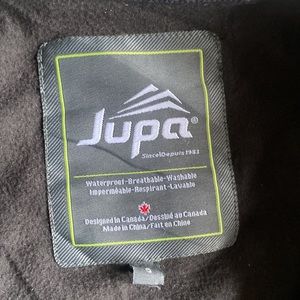 Jupa®
Since/Depuis 1983
Waterproof-Breathable-Washable
Imperméable-Respirant-Lavable
Designed in Canada/Dessiné au Canada
Made in China/Fait en Chine